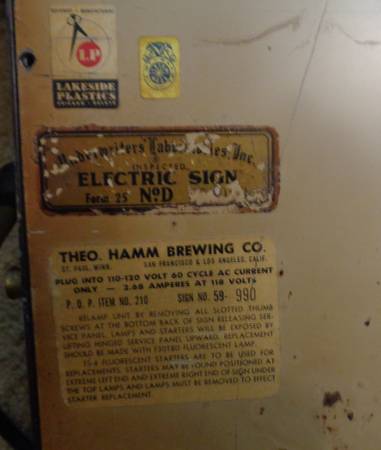 DESIGNERS - MANUFACTURERS
LP
LAKESIDE
PLASTICS
CHICAGO - DULUTH
Underwriters' Laboratories, Inc.
INSPECTED
ELECTRIC SIGN
Form 25 No D
THEO. HAMM BREWING CO.
ST. PAUL, MINN. SAN FRANCISCO & LOS ANGELES, CALIF.
PLUG INTO 110-120 VOLT 60 CYCLE AC CURRENT
ONLY — 2.68 AMPERES AT 118 VOLTS
P. O. P. ITEM NO. 210 SIGN NO. 59- 990
RELAMP UNIT BY REMOVING ALL SLOTTED THUMB
SCREWS AT THE BOTTOM BACK OF SIGN RELEASING SER-
VICE PANEL. LAMPS AND STARTERS WILL BE EXPOSED BY
LIFTING HINGED SERVICE PANEL UPWARD. REPLACEMENT
SHOULD BE MADE WITH F30T8D FLUORESCENT LAMP.
FS-4 FLUORESCENT STARTERS ARE TO BE USED FOR
REPLACEMENTS. STARTERS MAY BE FOUND POSITIONED AT
EXTREME LEFT END AND EXTREME RIGHT END OF SIGN UNDER
THE TOP LAMPS AND LAMPS MUST BE REMOVED TO EFFECT
STARTER REPLACEMENT.